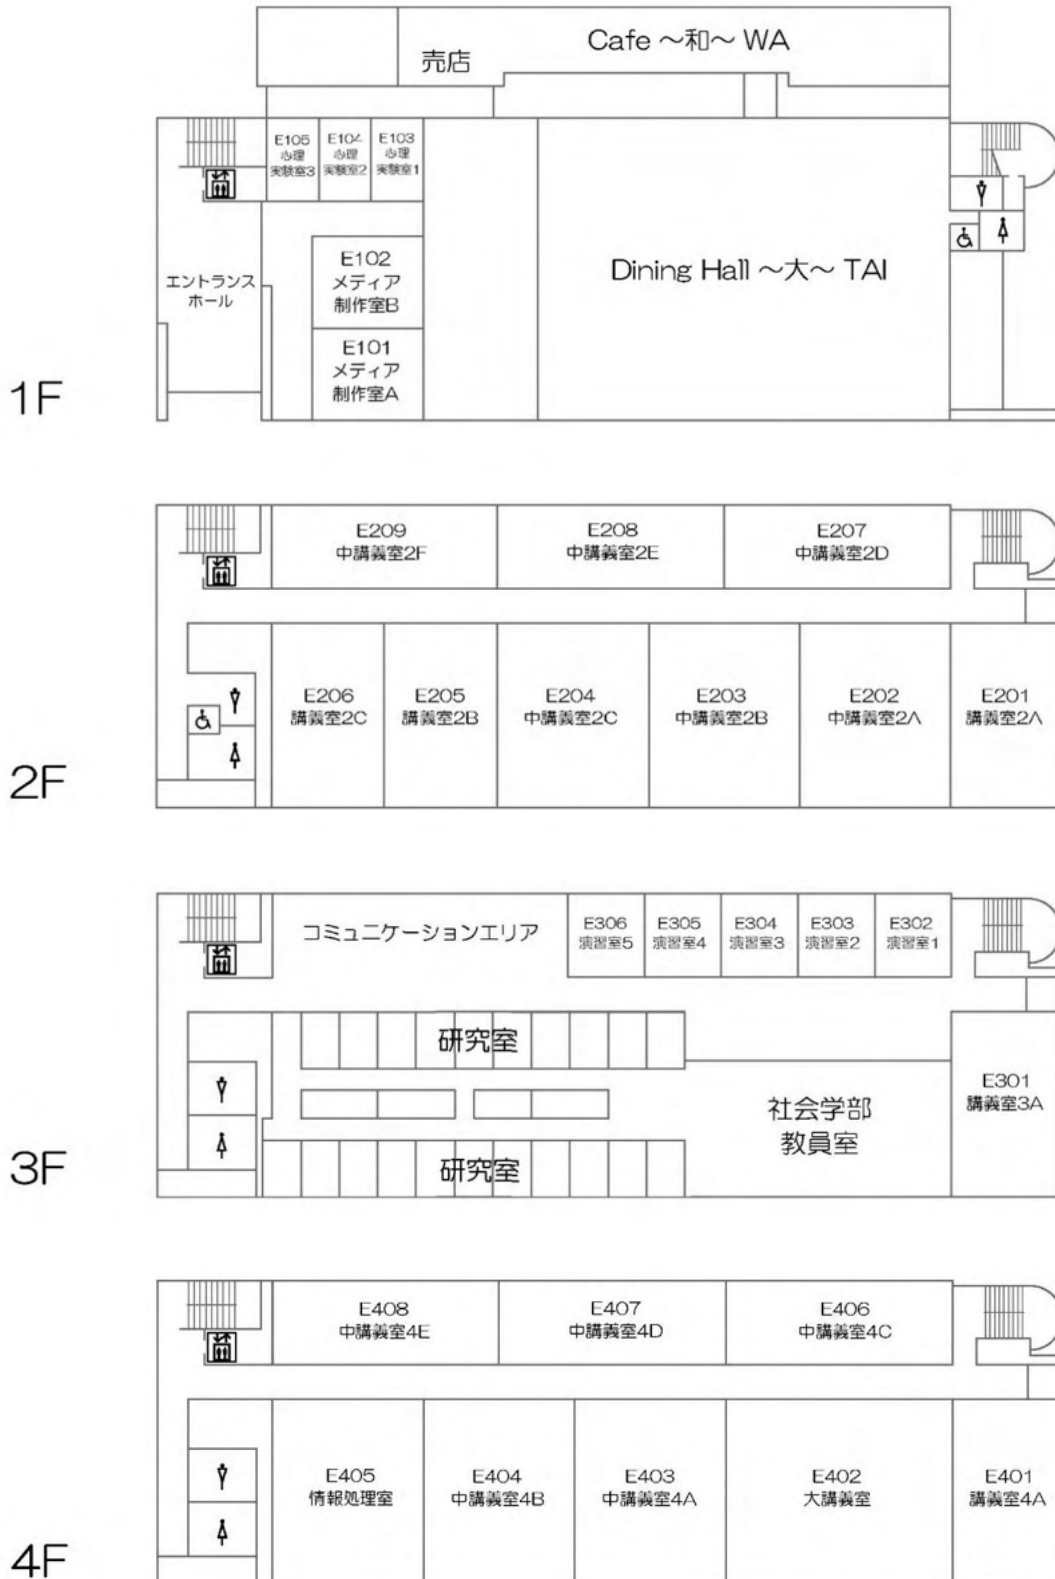 Cafe ～和～ WA
売店
E105
心理
実験室3
E104
心理
実験室2
E103
心理
実験室1
エントランス
ホール
E102
メディア
制作室B
E101
メディア
制作室A
Dining Hall ～大～ TAI
1F
E209
中講義室2F
E208
中講義室2E
E207
中講義室2D
E206
講義室2C
E205
講義室2B
E204
中講義室2C
E203
中講義室2B
E202
中講義室2A
E201
講義室2A
2F
コミュニケーションエリア
E306
演習室5
E305
演習室4
E304
演習室3
E303
演習室2
E302
演習室1
研究室
E301
講義室3A
社会学部
教員室
研究室
3F
E408
中講義室4E
E407
中講義室4D
E406
中講義室4C
E405
情報処理室
E404
中講義室4B
E403
中講義室4A
E402
大講義室
E401
講義室4A
4F